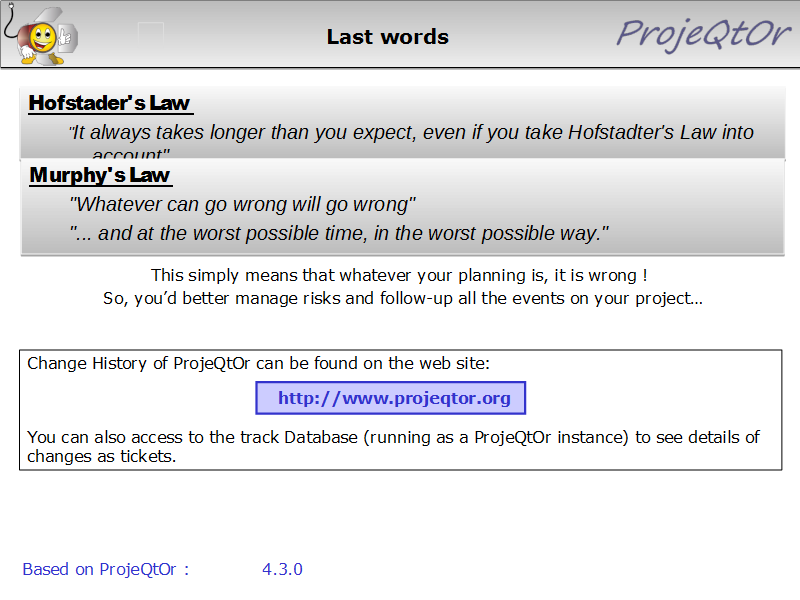 Last words
ProjeQtOr
Hofstader's Law
"It always takes longer than you expect, even if you take Hofstadter's Law into
account"
Murphy's Law
"Whatever can go wrong will go wrong"
"... and at the worst possible time, in the worst possible way."
This simply means that whatever your planning is, it is wrong !
So, you’d better manage risks and follow-up all the events on your project…
Change History of ProjeQtOr can be found on the web site:
http://www.projeqtor.org
You can also access to the track Database (running as a ProjeQtOr instance) to see details of
changes as tickets.
Based on ProjeQtOr : 4.3.0